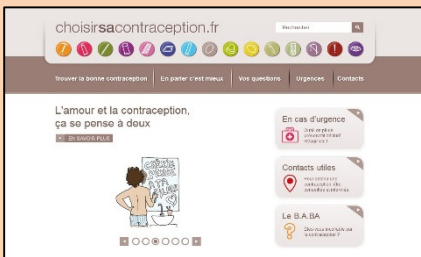 choisirsacontraception.fr
Rechercher
Trouver la bonne contraception
En parler c'est mieux
Vos questions
Urgences
Contacts
L'amour et la contraception,
ça se pense à deux
EN SAVOIR PLUS
En cas d'urgence
Contacts utiles
Le B.A.BA